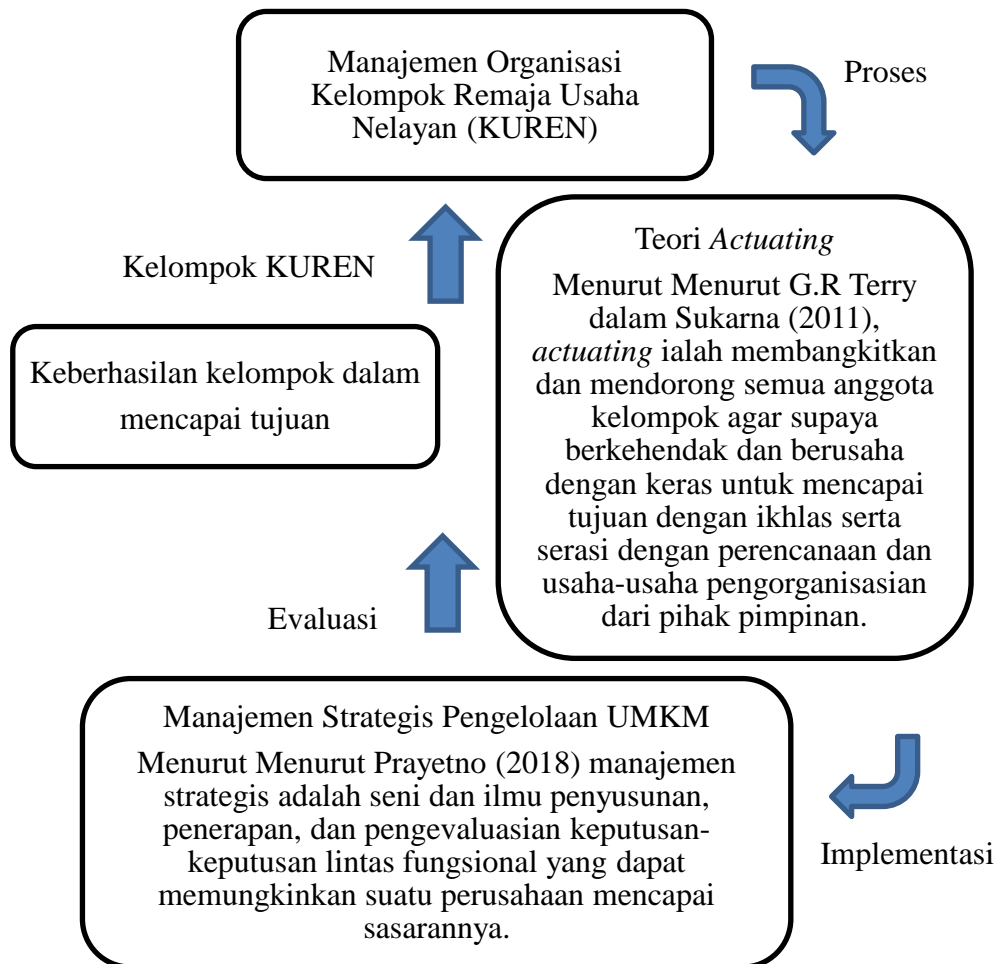 Manajemen Organisasi
Kelompok Remaja Usaha
Nelayan (KUREN)
Proses
Teori Actuating
Menurut Menurut G.R Terry
dalam Sukarna (2011),
actuating ialah membangkitkan
dan mendorong semua anggota
kelompok agar supaya
berkehendak dan berusaha
dengan keras untuk mencapai
tujuan dengan ikhlas serta
serasi dengan perencanaan dan
usaha-usaha pengorganisasian
dari pihak pimpinan.
Kelompok KUREN
Keberhasilan kelompok dalam
mencapai tujuan
Evaluasi
Manajemen Strategis Pengelolaan UMKM
Menurut Menurut Prayetno (2018) manajemen
strategis adalah seni dan ilmu penyusunan,
penerapan, dan pengevaluasian keputusan-
keputusan lintas fungsional yang dapat
memungkinkan suatu perusahaan mencapai
sasarannya.
Implementasi